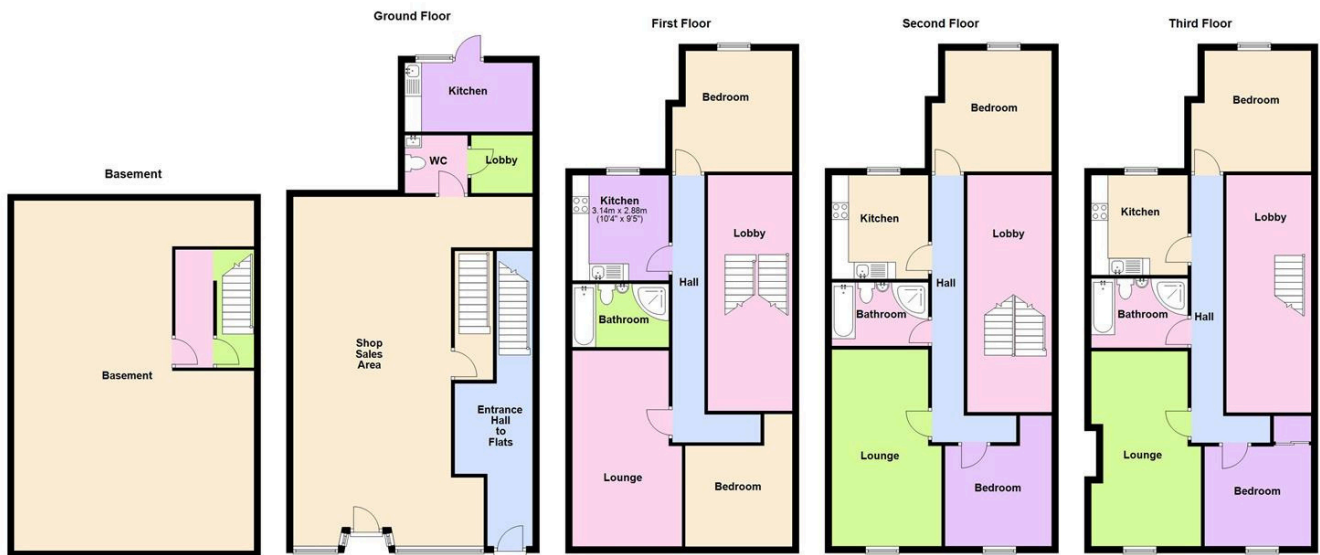 Basement
Basement
Ground Floor
Kitchen
WC
Lobby
Shop
Sales
Area
Entrance
Hall
to
Flats
First Floor
Bedroom
Kitchen
3.14m x 2.88m
(10'4" x 9'5")
Lobby
Hall
Bathroom
Lounge
Bedroom
Second Floor
Bedroom
Kitchen
Lobby
Hall
Bathroom
Lounge
Bedroom
Third Floor
Bedroom
Kitchen
Lobby
Bathroom
Hall
Lounge
Bedroom